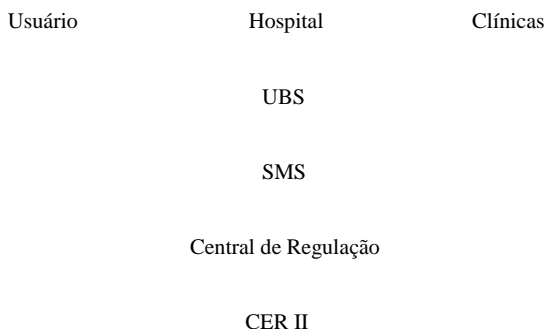 Usuário Hospital Clínicas
UBS
SMS
Central de Regulação
CER II